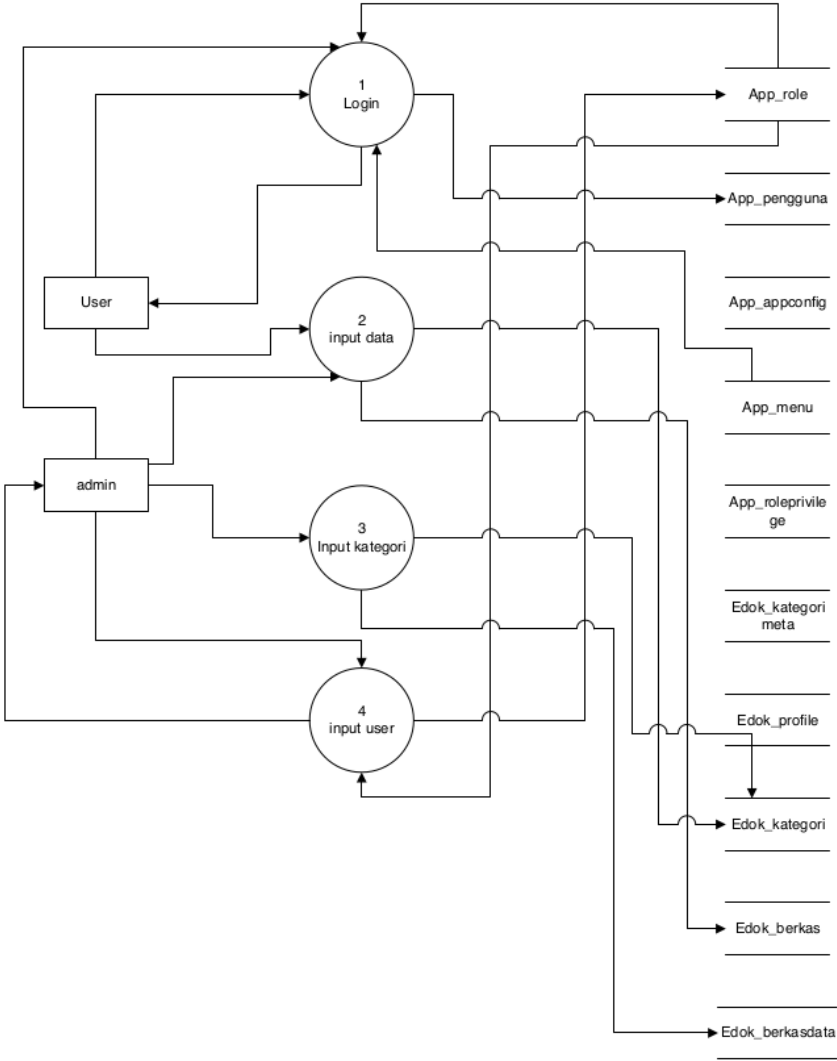 1
Login
App_role
App_pengguna
User
2
input data
App_appconfig
App_menu
admin
3
Input kategori
App_roleprivile
ge
Edok_kategori
meta
4
input user
Edok_profile
Edok_kategori
Edok_berkas
Edok_berkasdata